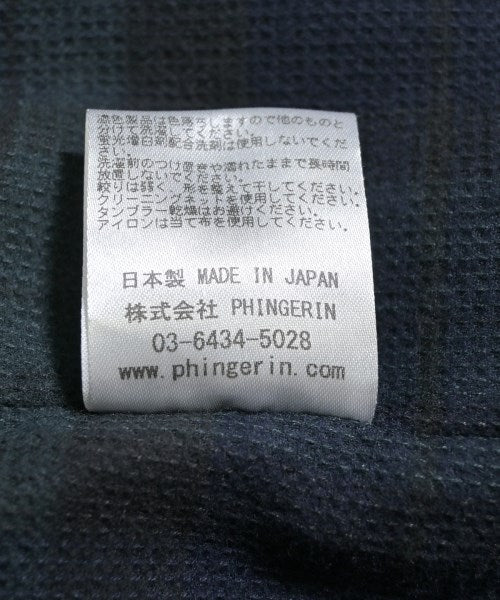 濃色製品は色落ちしますので他のものと
分けて洗濯してください。
蛍光増白剤配合洗剤は使用しないでくだ
さい。
洗濯前のつけ置きや濡れたままで長時間
放置しないでください。
絞りは弱く、形を整えて干してください。
クリーニングネットを使用してください。
タンブラー乾燥はお避けください。
アイロンは当て布を使用してください。
日本製 MADE IN JAPAN
株式会社 PHINGERIN
03-6434-5028
www.phingerin.com